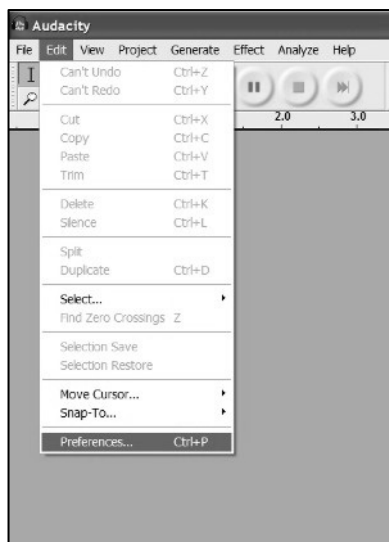 Audacity
File Edit View Project Generate Effect Analyze Help
Can't Undo Ctrl+Z
Can't Redo Ctrl+Y
2.0 3.0
Cut Ctrl+X
Copy Ctrl+C
Paste Ctrl+V
Trim Ctrl+T
Delete Ctrl+K
Silence Ctrl+L
Split
Duplicate Ctrl+D
Select...
Find Zero Crossings Z
Selection Save
Selection Restore
Move Cursor...
Snap-To...
Preferences... Ctrl+P